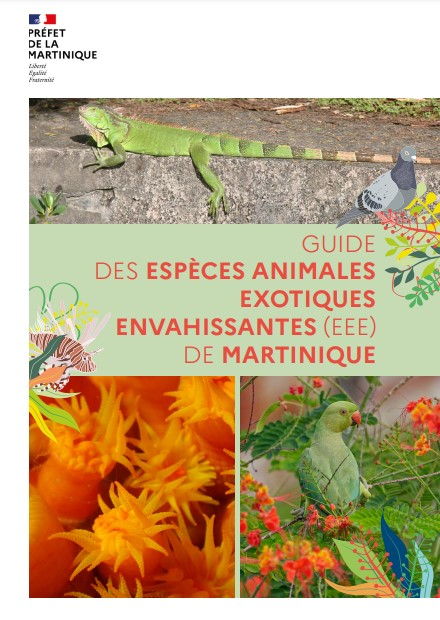 PRÉFET
DE LA
MARTINIQUE
Liberté
Égalité
Fraternité
GUIDE
DES ESPÈCES ANIMALES
EXOTIQUES
ENVAHISSANTES (EEE)
DE MARTINIQUE